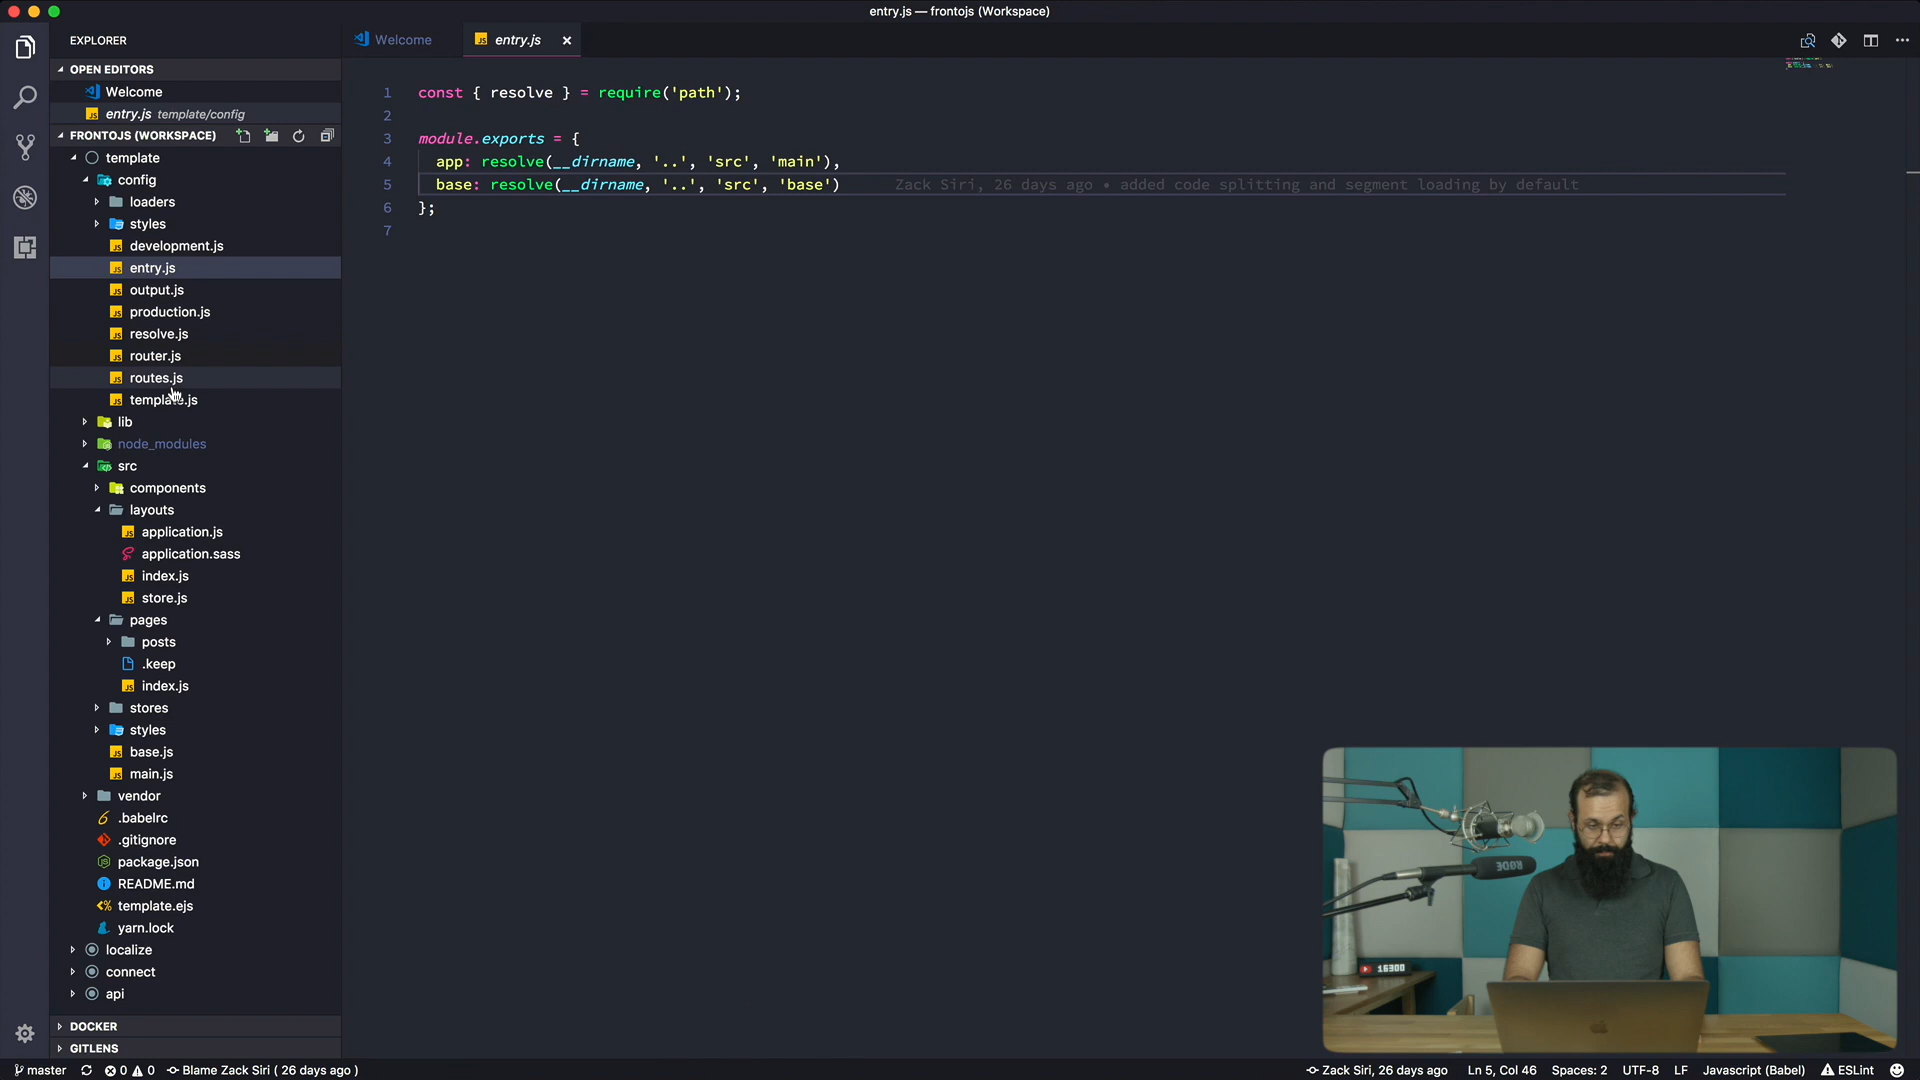 entry.js — frontojs (Workspace)
EXPLORER
OPEN EDITORS
Welcome
entry.js template/config
FRONTOJS (WORKSPACE)
template
config
loaders
styles
development.js
entry.js
output.js
production.js
resolve.js
router.js
routes.js
template.js
lib
node_modules
src
components
layouts
application.js
application.sass
index.js
store.js
pages
posts
.keep
index.js
stores
styles
base.js
main.js
vendor
.babelrc
.gitignore
package.json
README.md
template.ejs
yarn.lock
localize
connect
api
DOCKER
GITLENS
Welcome
entry.js
1 const { resolve } = require('path');
2
3 module.exports = {
4 app: resolve(__dirname, '..', 'src', 'main'),
5 base: resolve(__dirname, '..', 'src', 'base') Zack Siri, 26 days ago • added code splitting and segment loading by default
6 };
7
RØDE
16300
master 0 0 Blame Zack Siri ( 26 days ago ) Zack Siri, 26 days ago Ln 5, Col 46 Spaces: 2 UTF-8 LF Javascript (Babel) ESLint